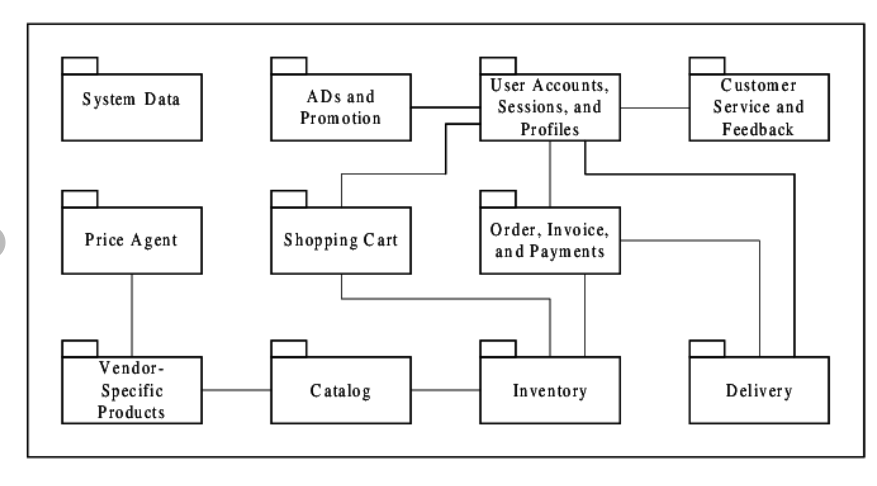 System Data
ADs and
Promotion
User Accounts,
Sessions, and
Profiles
Customer
Service and
Feedback
Price Agent
Shopping Cart
Order, Invoice,
and Payments
Vendor-
Specific
Products
Catalog
Inventory
Delivery